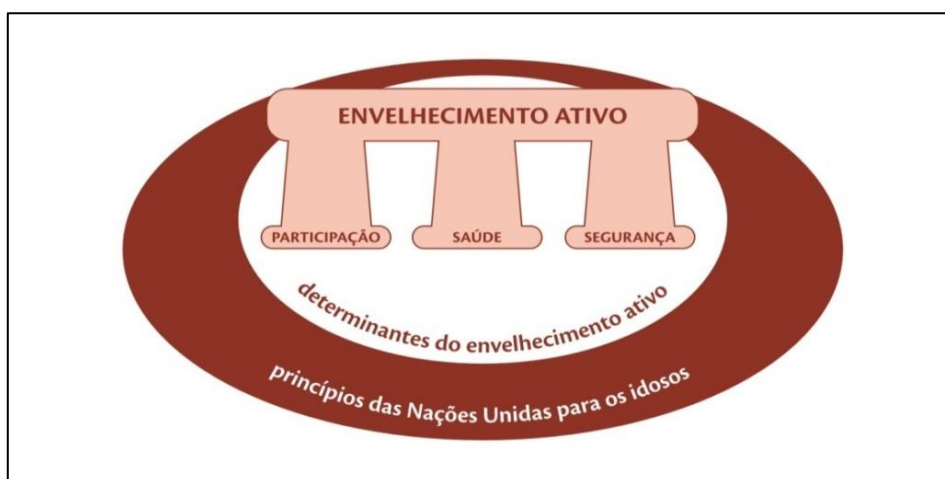 ENVELHECIMENTO ATIVO
PARTICIPAÇÃO
SAÚDE
SEGURANÇA
determinantes do envelhecimento ativo
princípios das Nações Unidas para os idosos